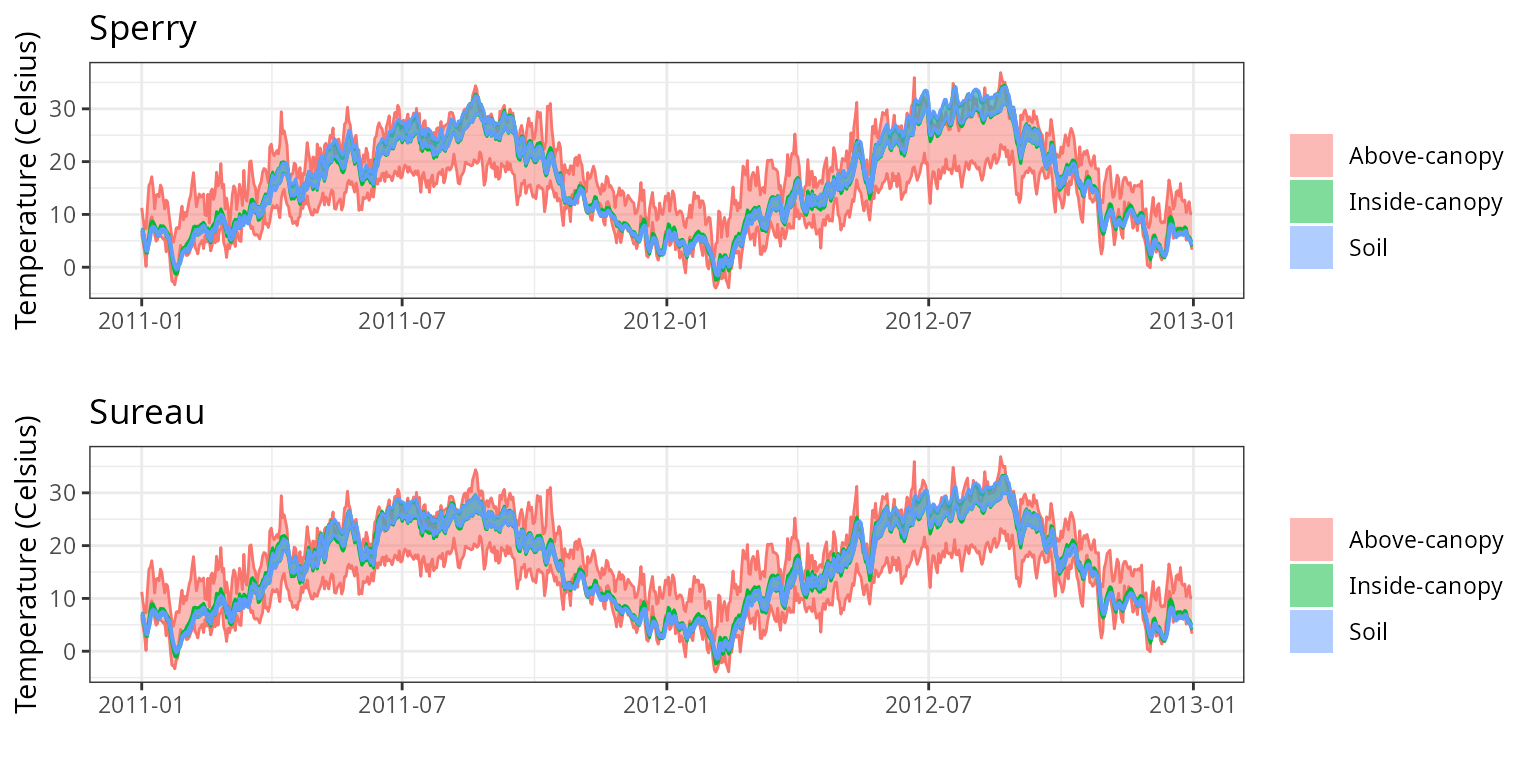 Sperry
Temperature (Celsius)
30
20
10
0
2011-01 2011-07 2012-01 2012-07 2013-01
Above-canopy
Inside-canopy
Soil
Sureau
Temperature (Celsius)
30
20
10
0
2011-01 2011-07 2012-01 2012-07 2013-01
Above-canopy
Inside-canopy
Soil